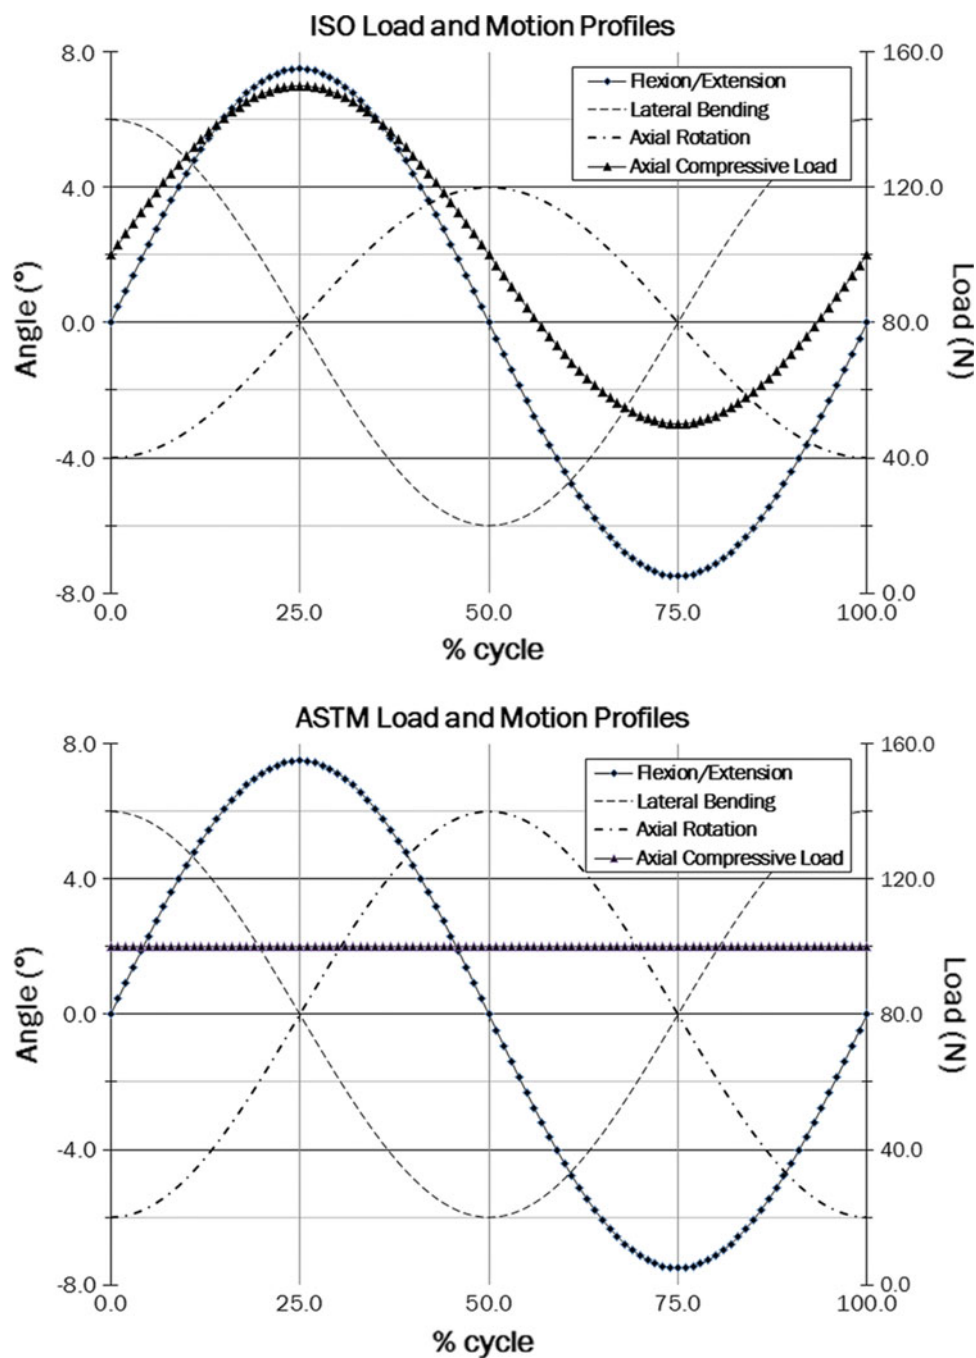 ISO Load and Motion Profiles
8.0
160.0
Flexion/Extension
Lateral Bending
Axial Rotation
Axial Compressive Load
4.0
120.0
Angle (°)
Load (N)
0.0
80.0
-4.0
40.0
-8.0
0.0
0.0 25.0 50.0 75.0 100.0
% cycle
ASTM Load and Motion Profiles
8.0
160.0
Flexion/Extension
Lateral Bending
Axial Rotation
Axial Compressive Load
4.0
120.0
Angle (°)
Load (N)
0.0
80.0
-4.0
40.0
-8.0
0.0
0.0 25.0 50.0 75.0 100.0
% cycle